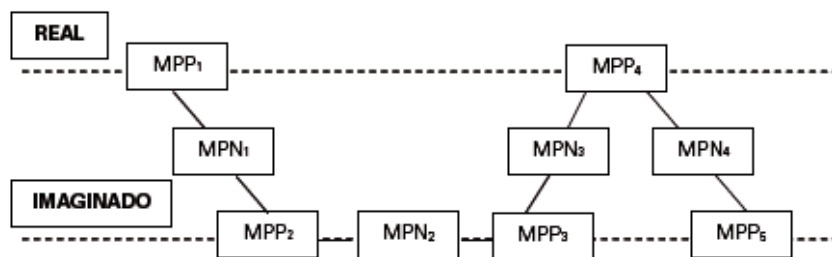 REAL
MPP₁
MPP₄
MPN₁
MPN₃
MPN₄
IMAGINADO
MPP₂
MPN₂
MPP₃
MPP₅